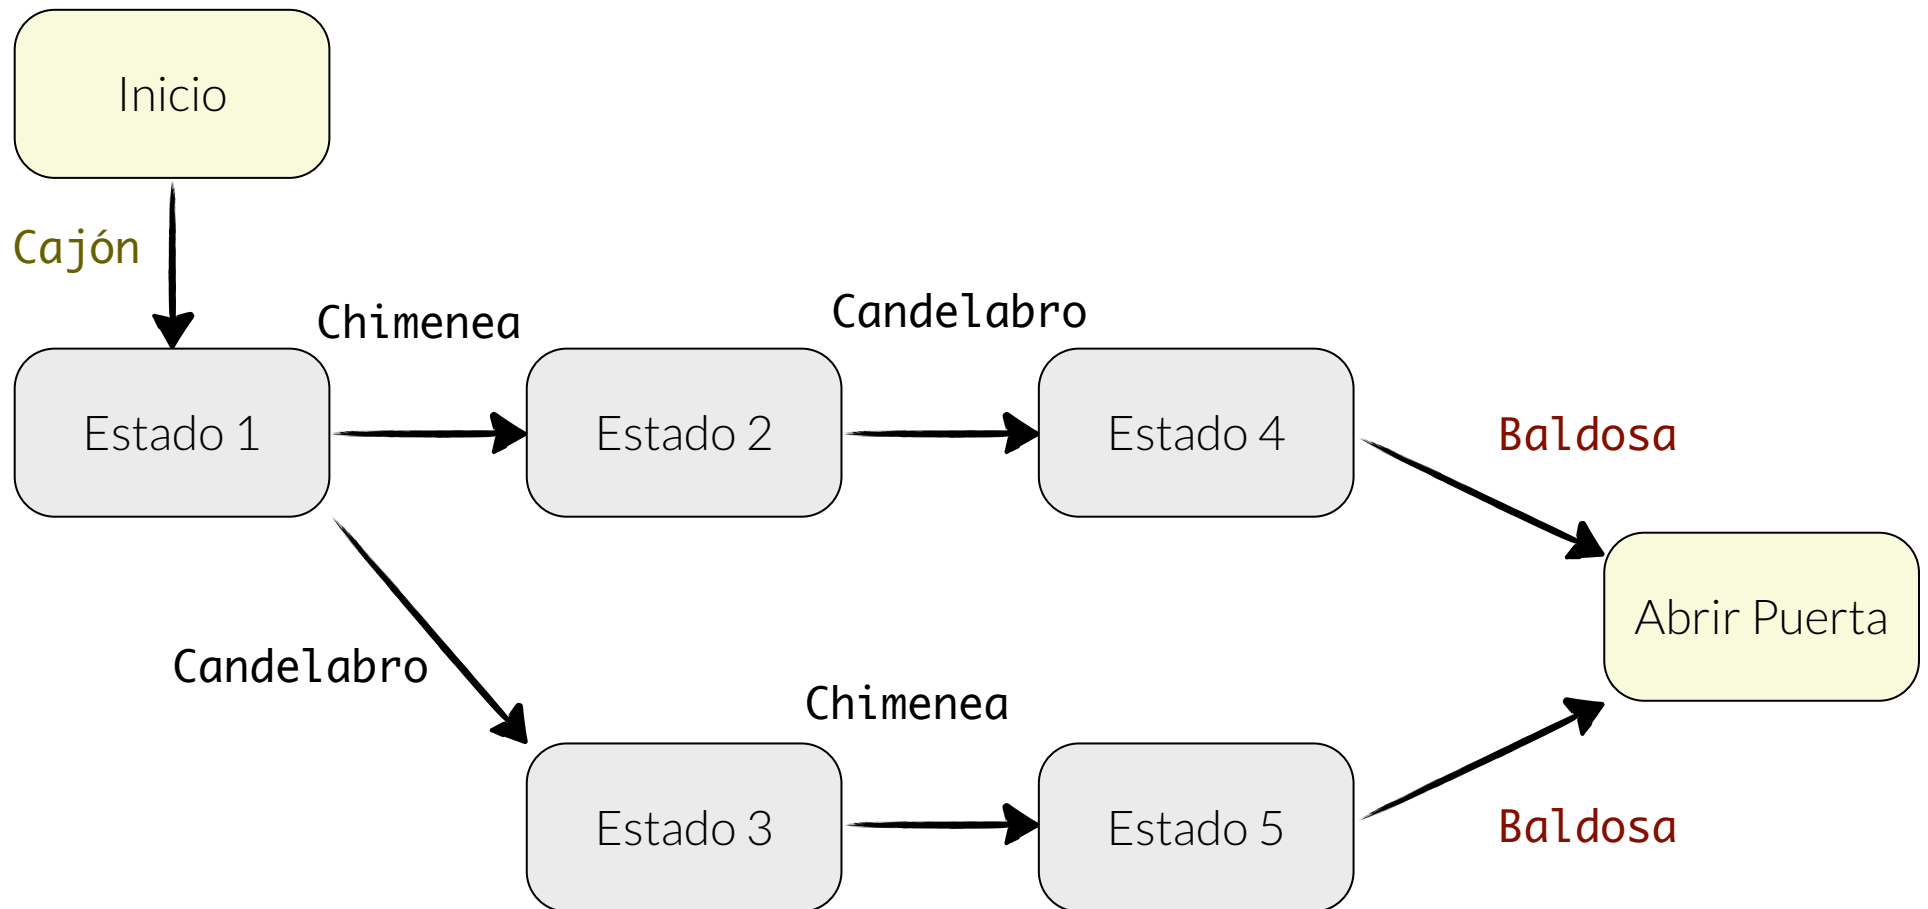 Inicio
Cajón
Chimenea
Candelabro
Estado 1
Estado 2
Estado 4
Baldosa
Abrir Puerta
Candelabro
Chimenea
Estado 3
Estado 5
Baldosa